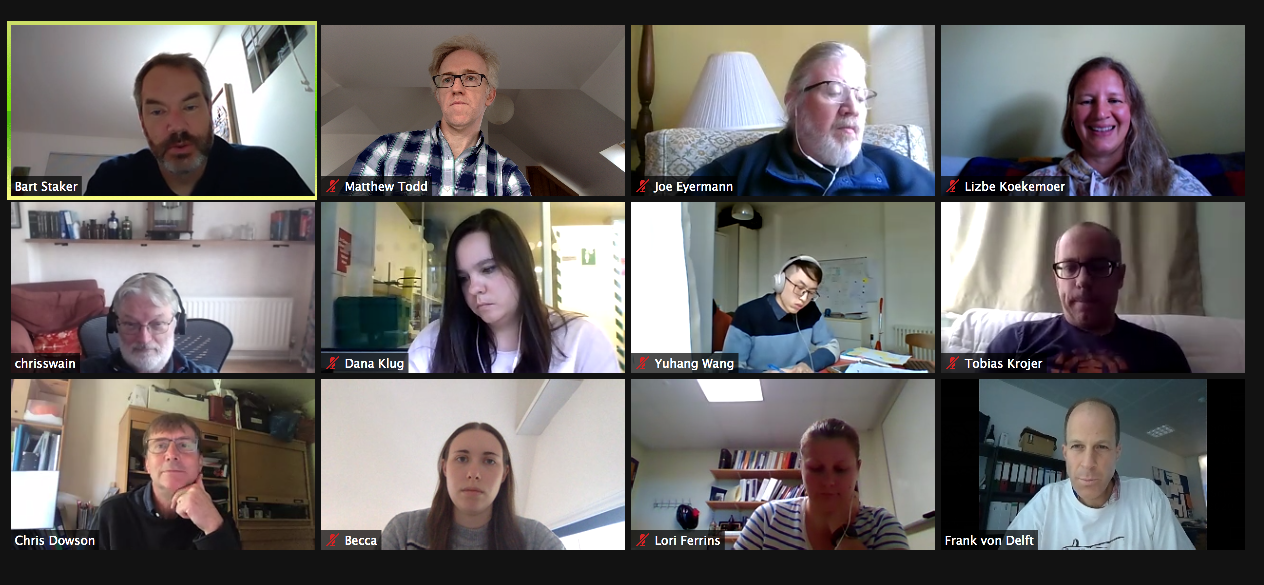 Bart Staker
Matthew Todd
Joe Eyermann
Lizbe Koekemoer
chrisswain
Dana Klug
Yuhang Wang
Tobias Krojer
Chris Dowson
Becca
Lori Ferrins
Frank von Delft